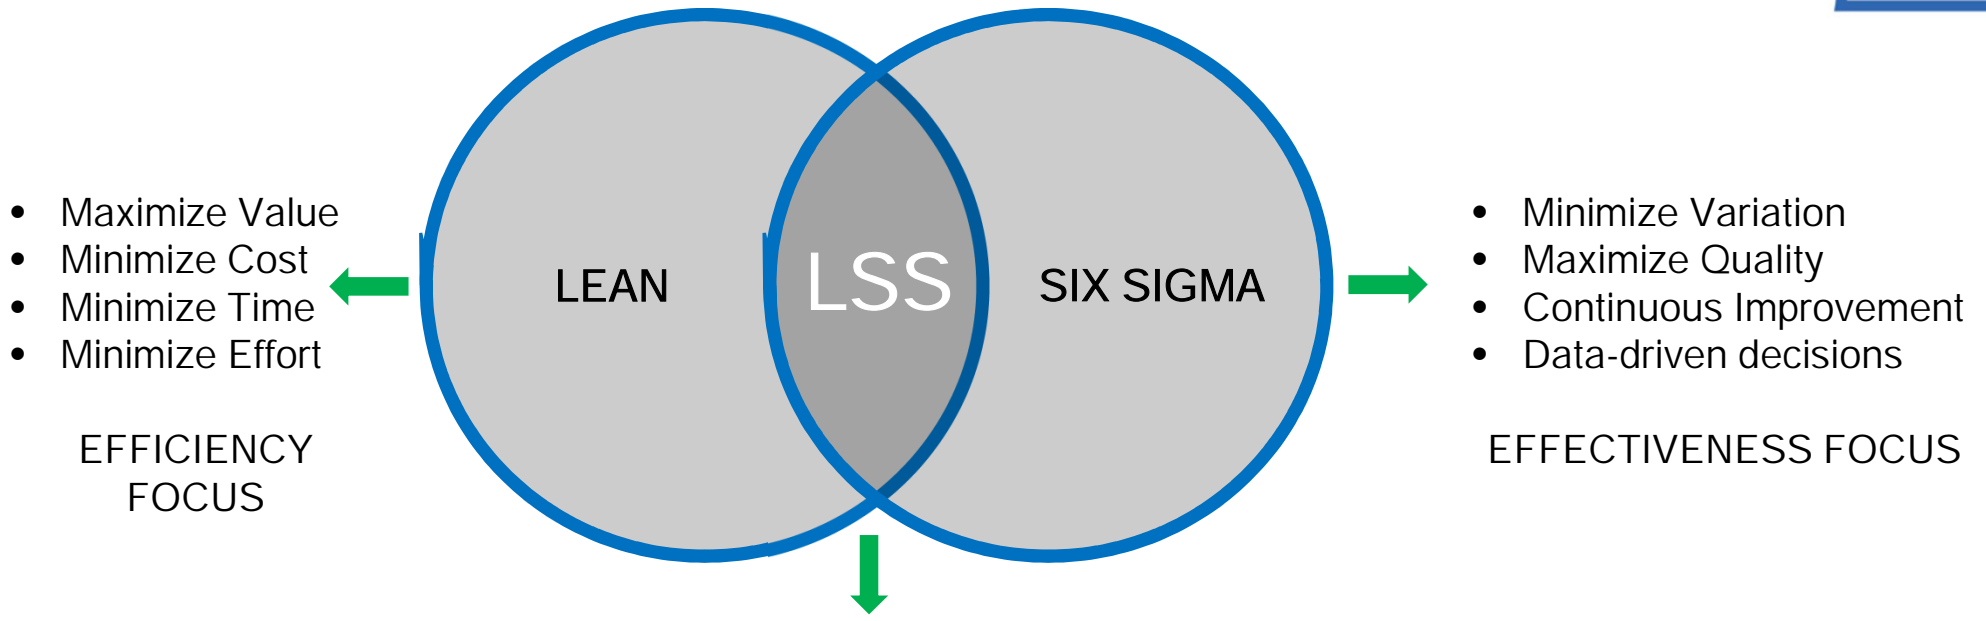 • Maximize Value
• Minimize Cost
• Minimize Time
• Minimize Effort
EFFICIENCY
FOCUS
LEAN
LSS
SIX SIGMA
• Minimize Variation
• Maximize Quality
• Continuous Improvement
• Data-driven decisions
EFFECTIVENESS FOCUS